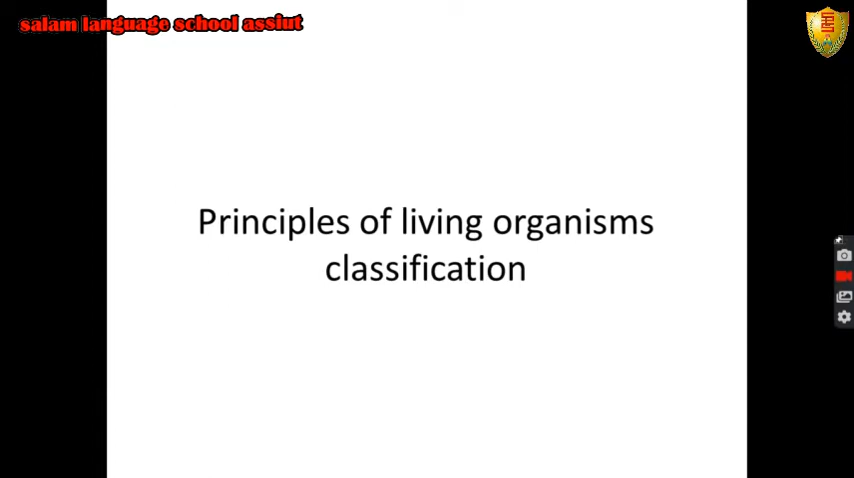 salam language school assiut
Principles of living organisms
classification